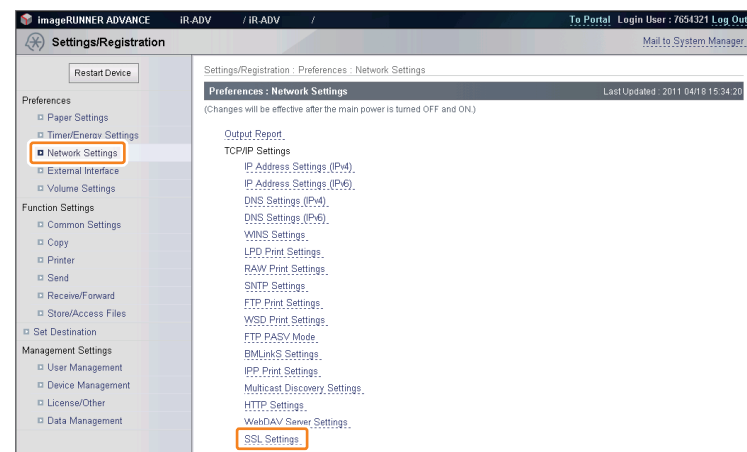 imageRUNNER ADVANCE iR-ADV / iR-ADV /
To Portal Login User : 7654321 Log Out
Settings/Registration
Mail to System Manager
Restart Device
Preferences
Paper Settings
Timer/Energy Settings
Network Settings
External Interface
Volume Settings
Function Settings
Common Settings
Copy
Printer
Send
Receive/Forward
Store/Access Files
Set Destination
Management Settings
User Management
Device Management
License/Other
Data Management
Settings/Registration : Preferences : Network Settings
Preferences : Network Settings
Last Updated : 2011 04/18 15:34:20
(Changes will be effective after the main power is turned OFF and ON.)
Output Report
TCP/IP Settings
IP Address Settings (IPv4)
IP Address Settings (IPv6)
DNS Settings (IPv4)
DNS Settings (IPv6)
WINS Settings
LPD Print Settings
RAW Print Settings
SNTP Settings
FTP Print Settings
WSD Print Settings
FTP PASV Mode
BMLinkS Settings
IPP Print Settings
Multicast Discovery Settings
HTTP Settings
WebDAV Server Settings
SSL Settings